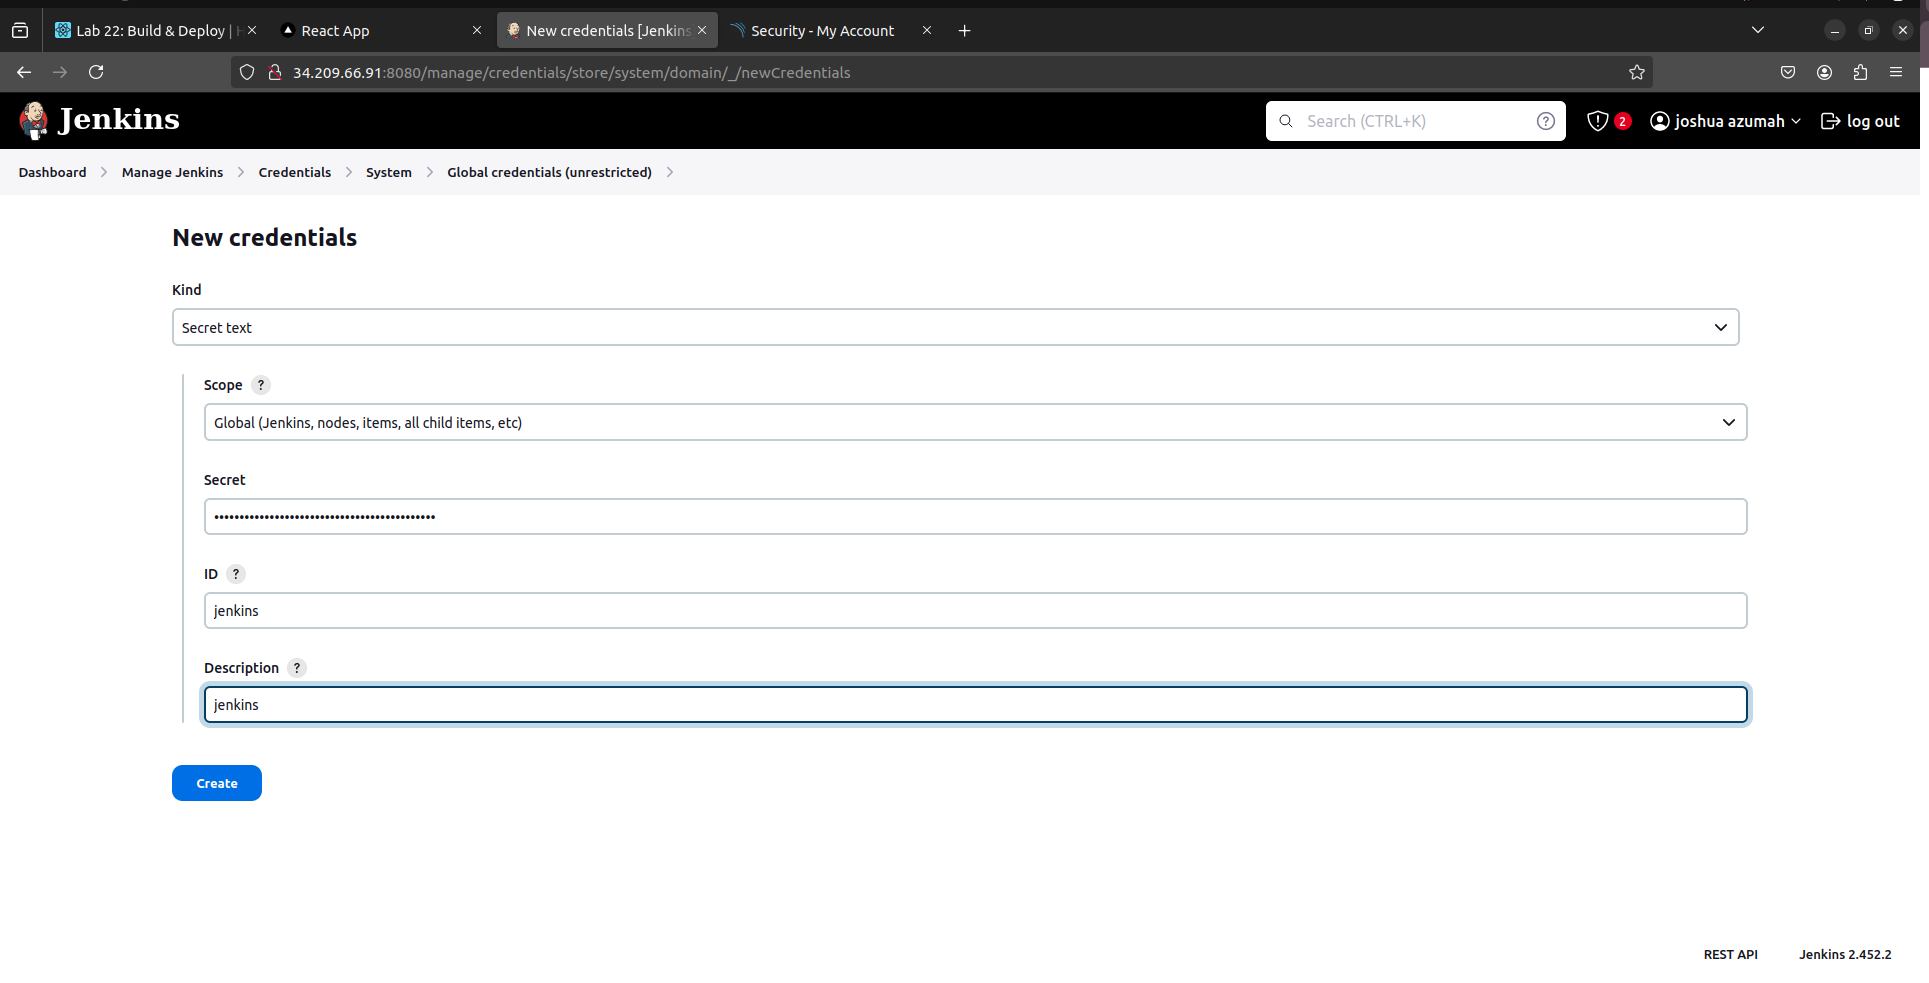 Lab 22: Build & Deploy |
React App
New credentials [Jenkins
Security - My Account
34.209.66.91:8080/manage/credentials/store/system/domain/_/newCredentials
Jenkins
Search (CTRL+K)
?
2
joshua azumah
log out
Dashboard
Manage Jenkins
Credentials
System
Global credentials (unrestricted)
New credentials
Kind
Secret text
Scope ?
Global (Jenkins, nodes, items, all child items, etc)
Secret
••••••••••••••••••••••••••••••••••••••••••••
ID ?
jenkins
Description ?
jenkins
Create
REST API
Jenkins 2.452.2